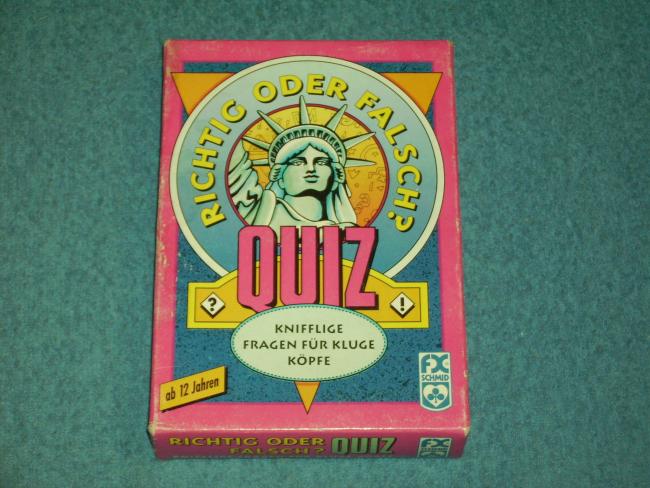 RICHTIG ODER FALSCH?
QUIZ
?
!
KNIFFLIGE
FRAGEN FÜR KLUGE
KÖPFE
ab 12 Jahren
FX
SCHMID
RICHTIG ODER
FALSCH?
QUIZ
FX